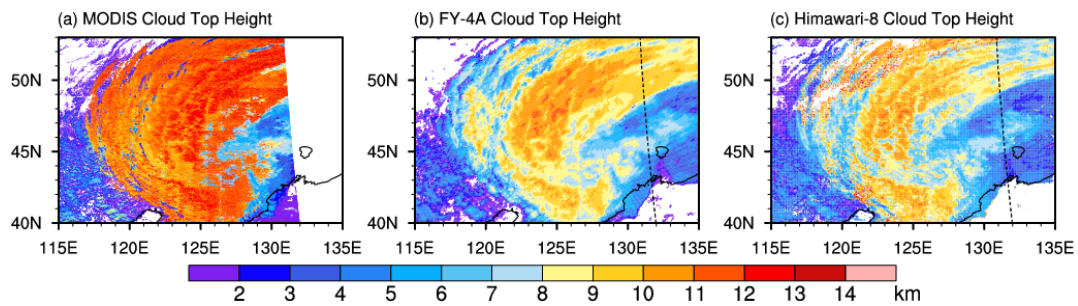 (a) MODIS Cloud Top Height (b) FY-4A Cloud Top Height (c) Himawari-8 Cloud Top Height
50N 50N 50N
45N 45N 45N
40N 40N 40N
115E 120E 125E 130E 135E 115E 120E 125E 130E 135E 115E 120E 125E 130E 135E
2 3 4 5 6 7 8 9 10 11 12 13 14 km